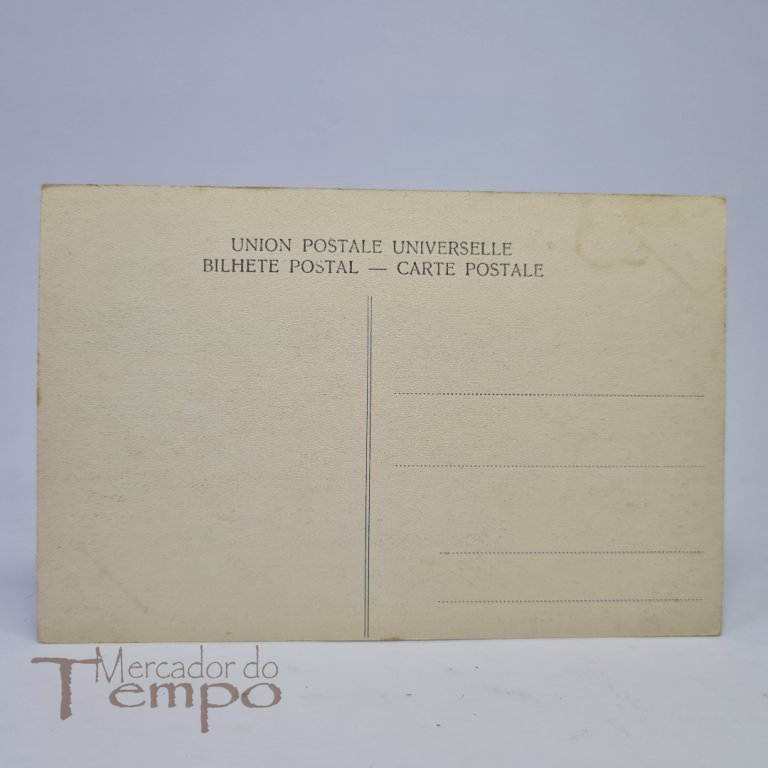 UNION POSTALE UNIVERSELLE
BILHETE POSTAL — CARTE POSTALE
Mercador do
Tempo